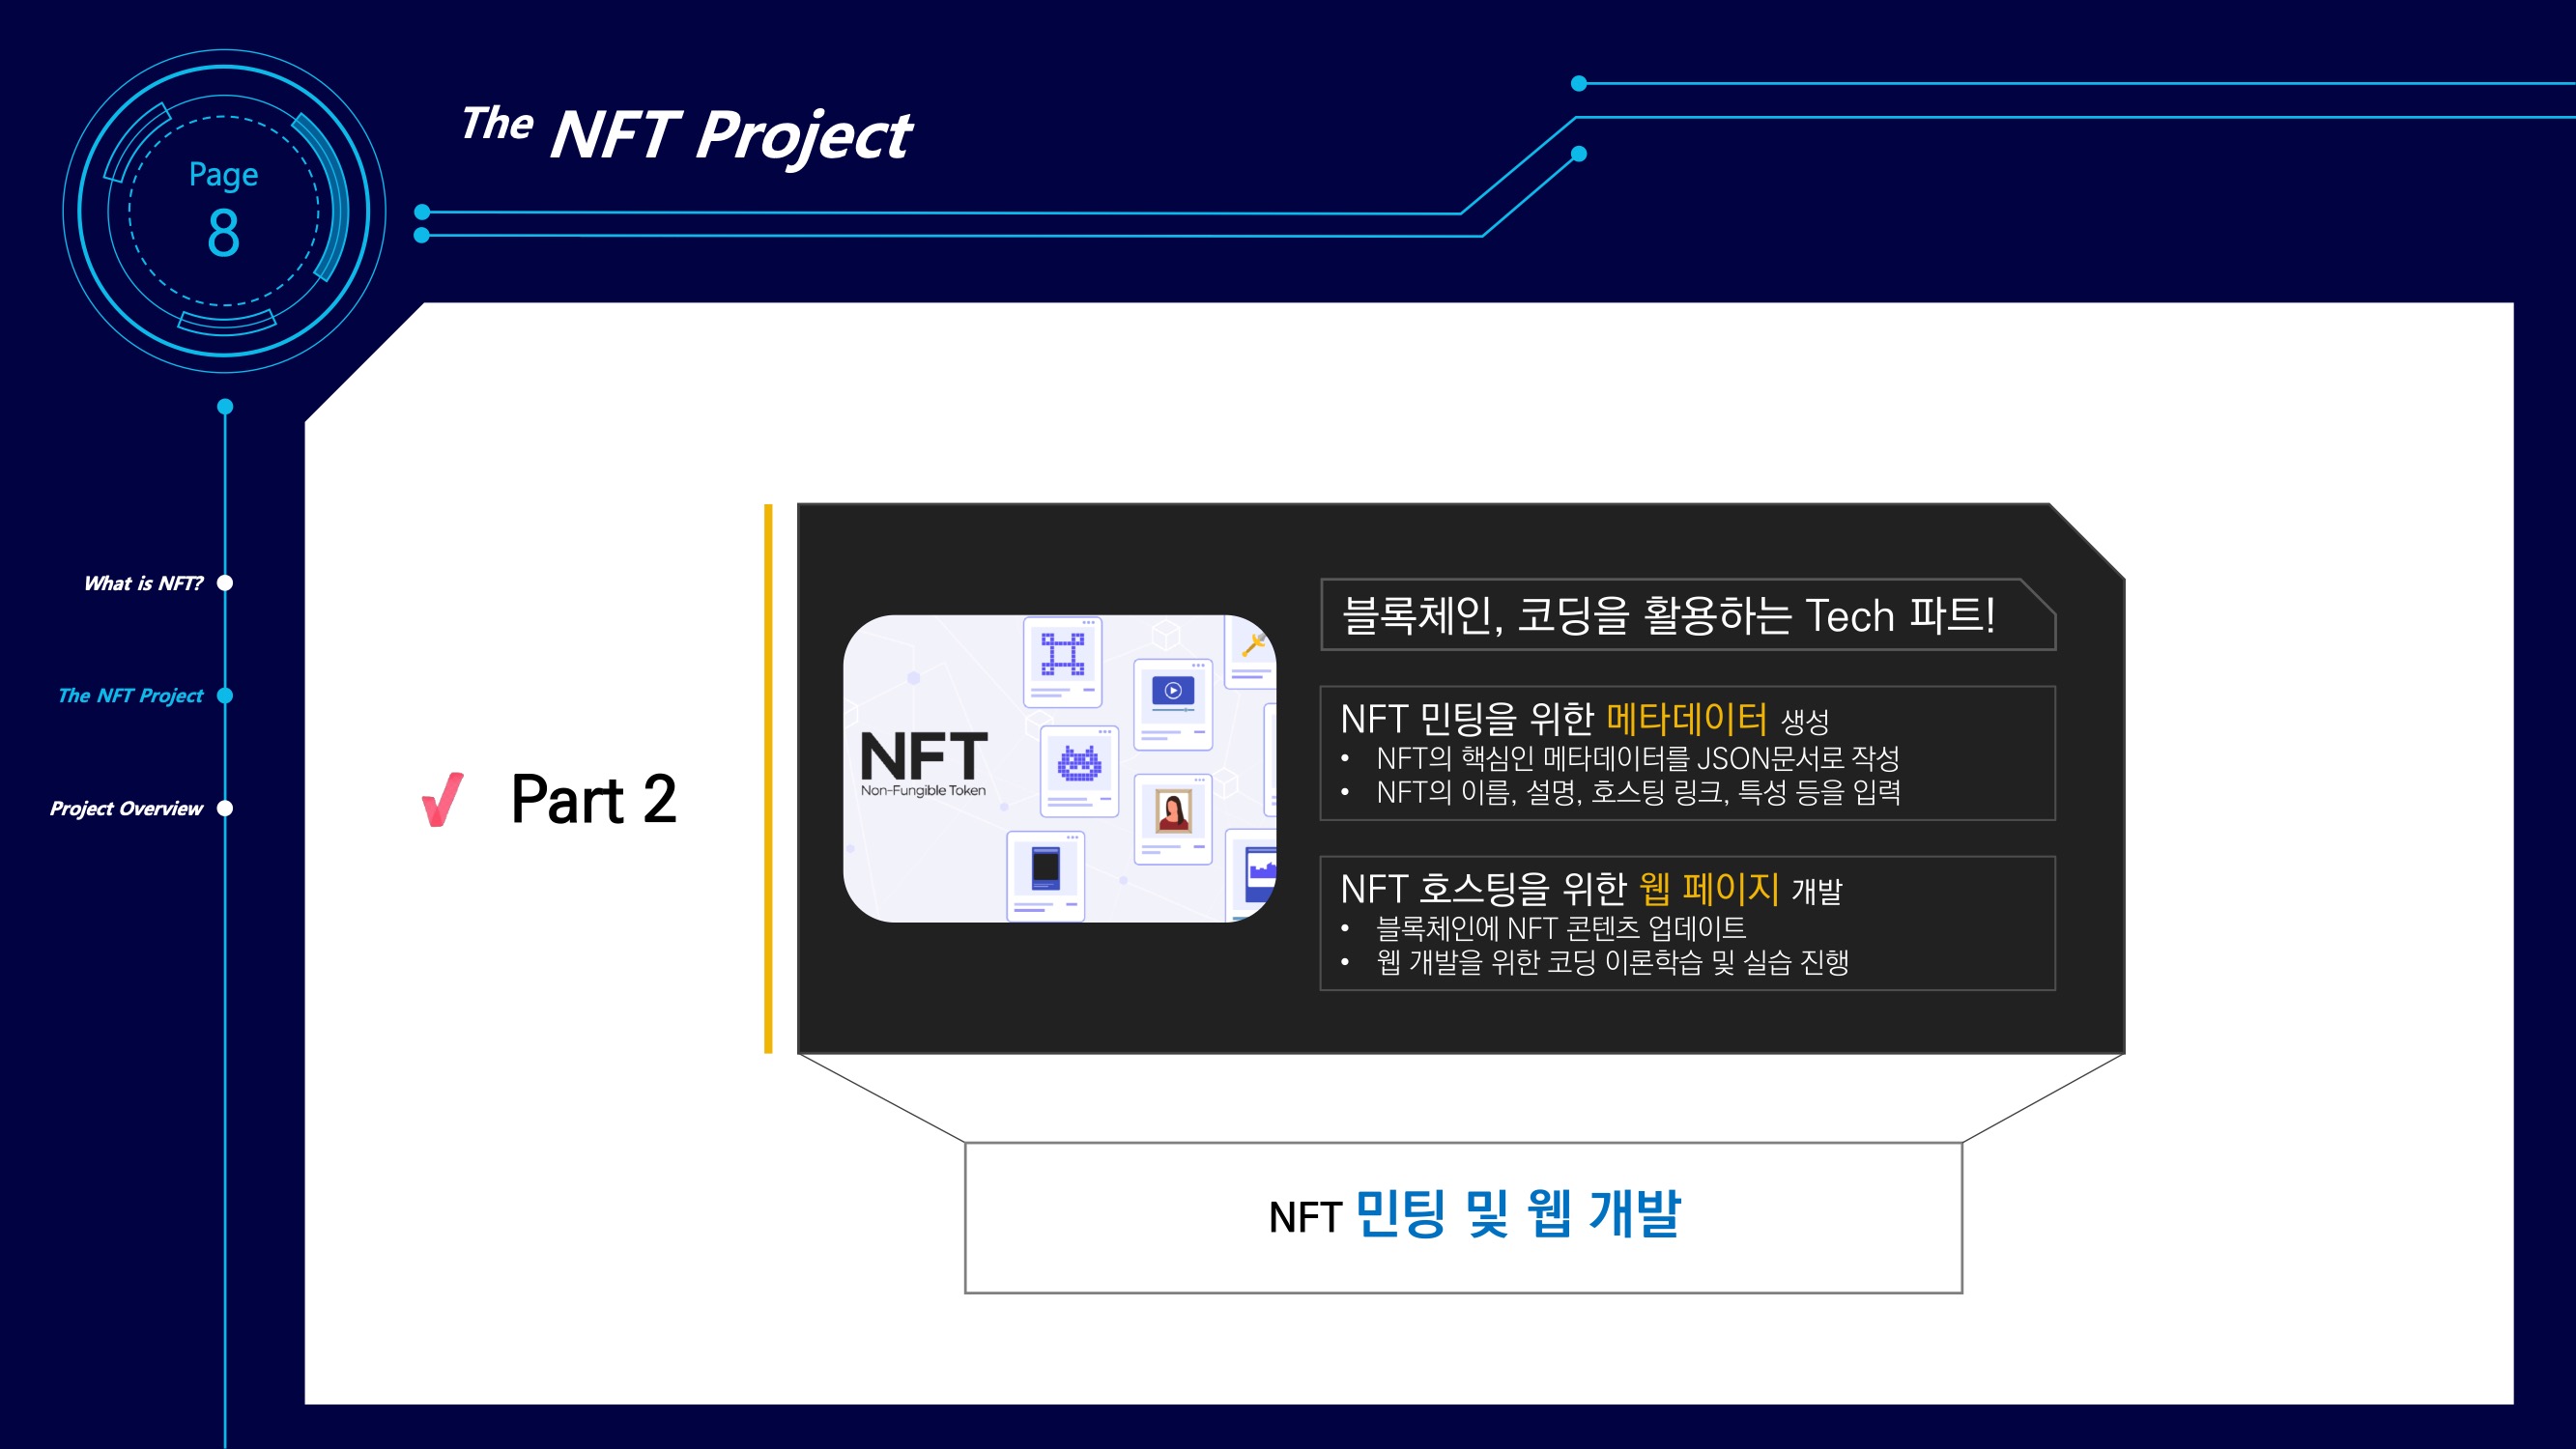 Page
8
The NFT Project
What is NFT?
The NFT Project
Project Overview
Part 2
NFT
Non-Fungible Token
블록체인, 코딩을 활용하는 Tech 파트!
NFT 민팅을 위한 메타데이터 생성
• NFT의 핵심인 메타데이터를 JSON문서로 작성
• NFT의 이름, 설명, 호스팅 링크, 특성 등을 입력
NFT 호스팅을 위한 웹 페이지 개발
• 블록체인에 NFT 콘텐츠 업데이트
• 웹 개발을 위한 코딩 이론학습 및 실습 진행
NFT 민팅 및 웹 개발